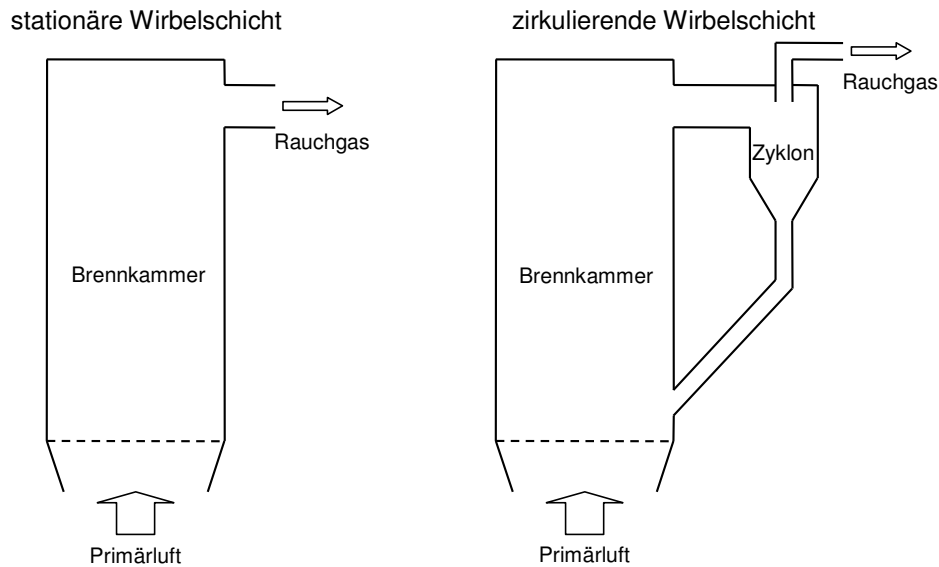 stationäre Wirbelschicht
Rauchgas
Brennkammer
Primärluft
zirkulierende Wirbelschicht
Rauchgas
Zyklon
Brennkammer
Primärluft